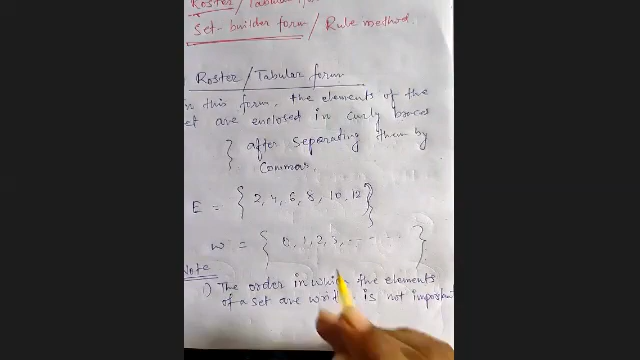 Roster / Tabular
Set-builder form / Rule method.
Roster / Tabular form
In this form, the elements of the
set are enclosed in curly braces
} after separating them by
commas.
E = { 2, 4, 6, 8, 10, 12 }
W = { 0, 1, 2, 3, ------- }
Note
1) The order in which the elements
of a set are is not important